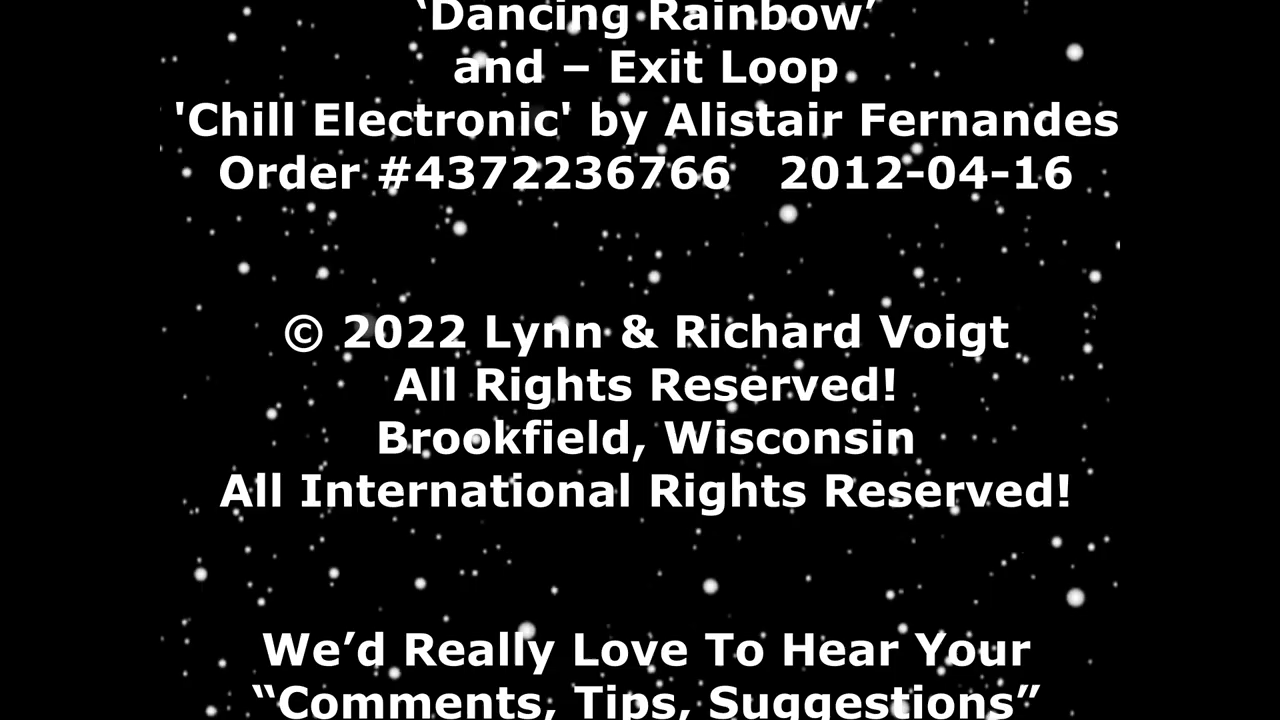 ‘Dancing Rainbow’
and – Exit Loop
'Chill Electronic' by Alistair Fernandes
Order #4372236766 2012-04-16
© 2022 Lynn & Richard Voigt
All Rights Reserved!
Brookfield, Wisconsin
All International Rights Reserved!
We’d Really Love To Hear Your
“Comments, Tips, Suggestions”